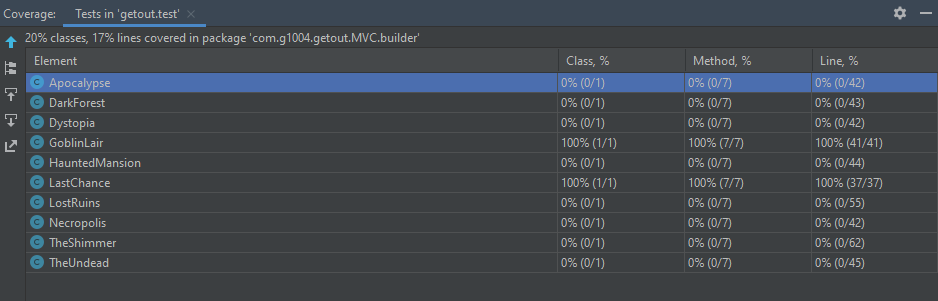 Coverage: Tests in 'getout.test' ×
20% classes, 17% lines covered in package 'com.g1004.getout.MVC.builder'
Element Class, % Method, % Line, %
C Apocalypse 0% (0/1) 0% (0/7) 0% (0/42)
C DarkForest 0% (0/1) 0% (0/7) 0% (0/43)
C Dystopia 0% (0/1) 0% (0/7) 0% (0/42)
C GoblinLair 100% (1/1) 100% (7/7) 100% (41/41)
C HauntedMansion 0% (0/1) 0% (0/7) 0% (0/44)
C LastChance 100% (1/1) 100% (7/7) 100% (37/37)
C LostRuins 0% (0/1) 0% (0/7) 0% (0/55)
C Necropolis 0% (0/1) 0% (0/7) 0% (0/42)
C TheShimmer 0% (0/1) 0% (0/7) 0% (0/62)
C TheUndead 0% (0/1) 0% (0/7) 0% (0/45)